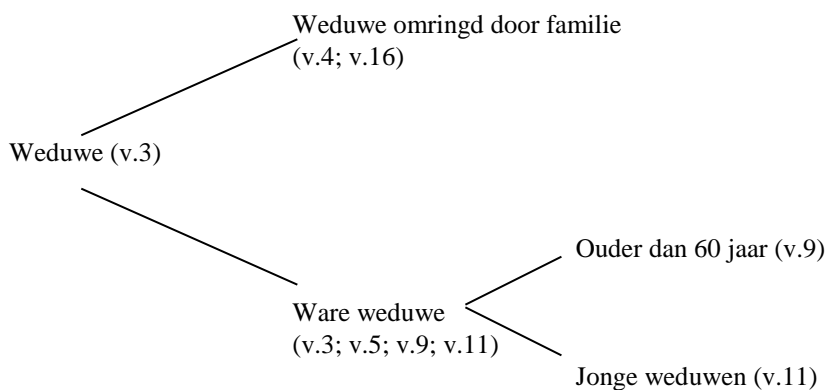 Weduwe omringd door familie
(v.4; v.16)
Weduwe (v.3)
Ouder dan 60 jaar (v.9)
Ware weduwe
(v.3; v.5; v.9; v.11)
Jonge weduwen (v.11)